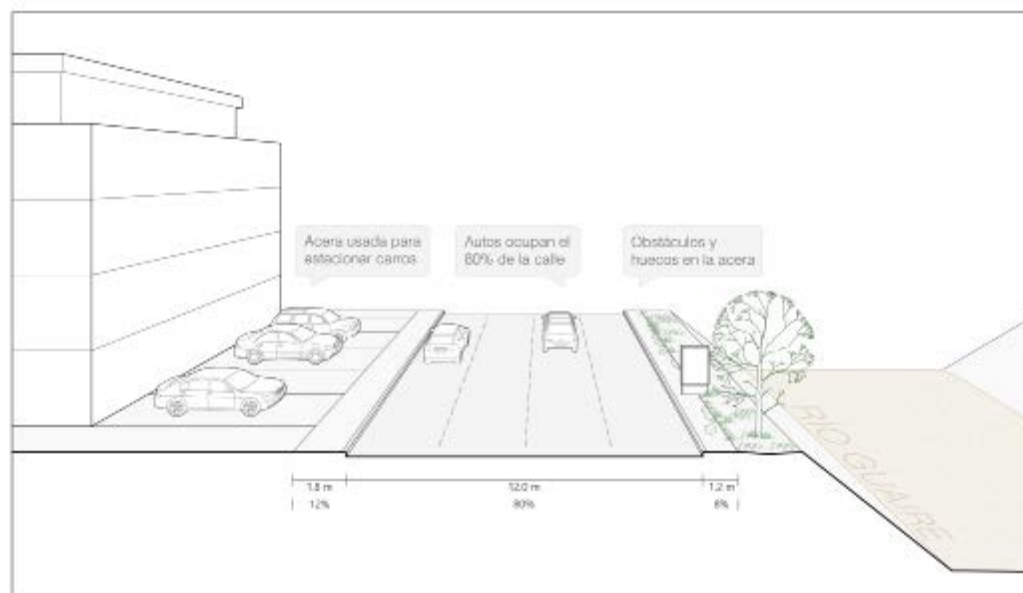 Acera usada para
estacionar carros
Autos ocupan el
80% de la calle
Obstáculos y
huecos en la acera
RIO GUAIRE
1.8 m
12.0 m
1.2 m
12%
80%
8%